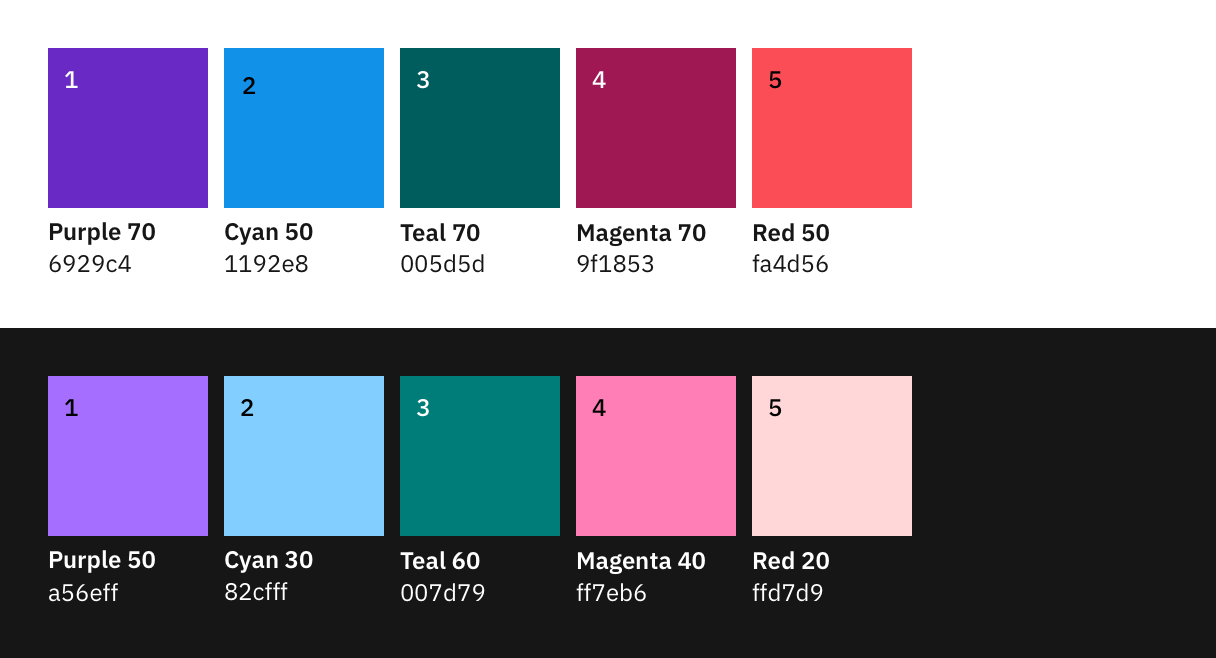 1 2 3 4 5
Purple 70 Cyan 50 Teal 70 Magenta 70 Red 50
6929c4 1192e8 005d5d 9f1853 fa4d56
1 2 3 4 5
Purple 50 Cyan 30 Teal 60 Magenta 40 Red 20
a56eff 82cfff 007d79 ff7eb6 ffd7d9